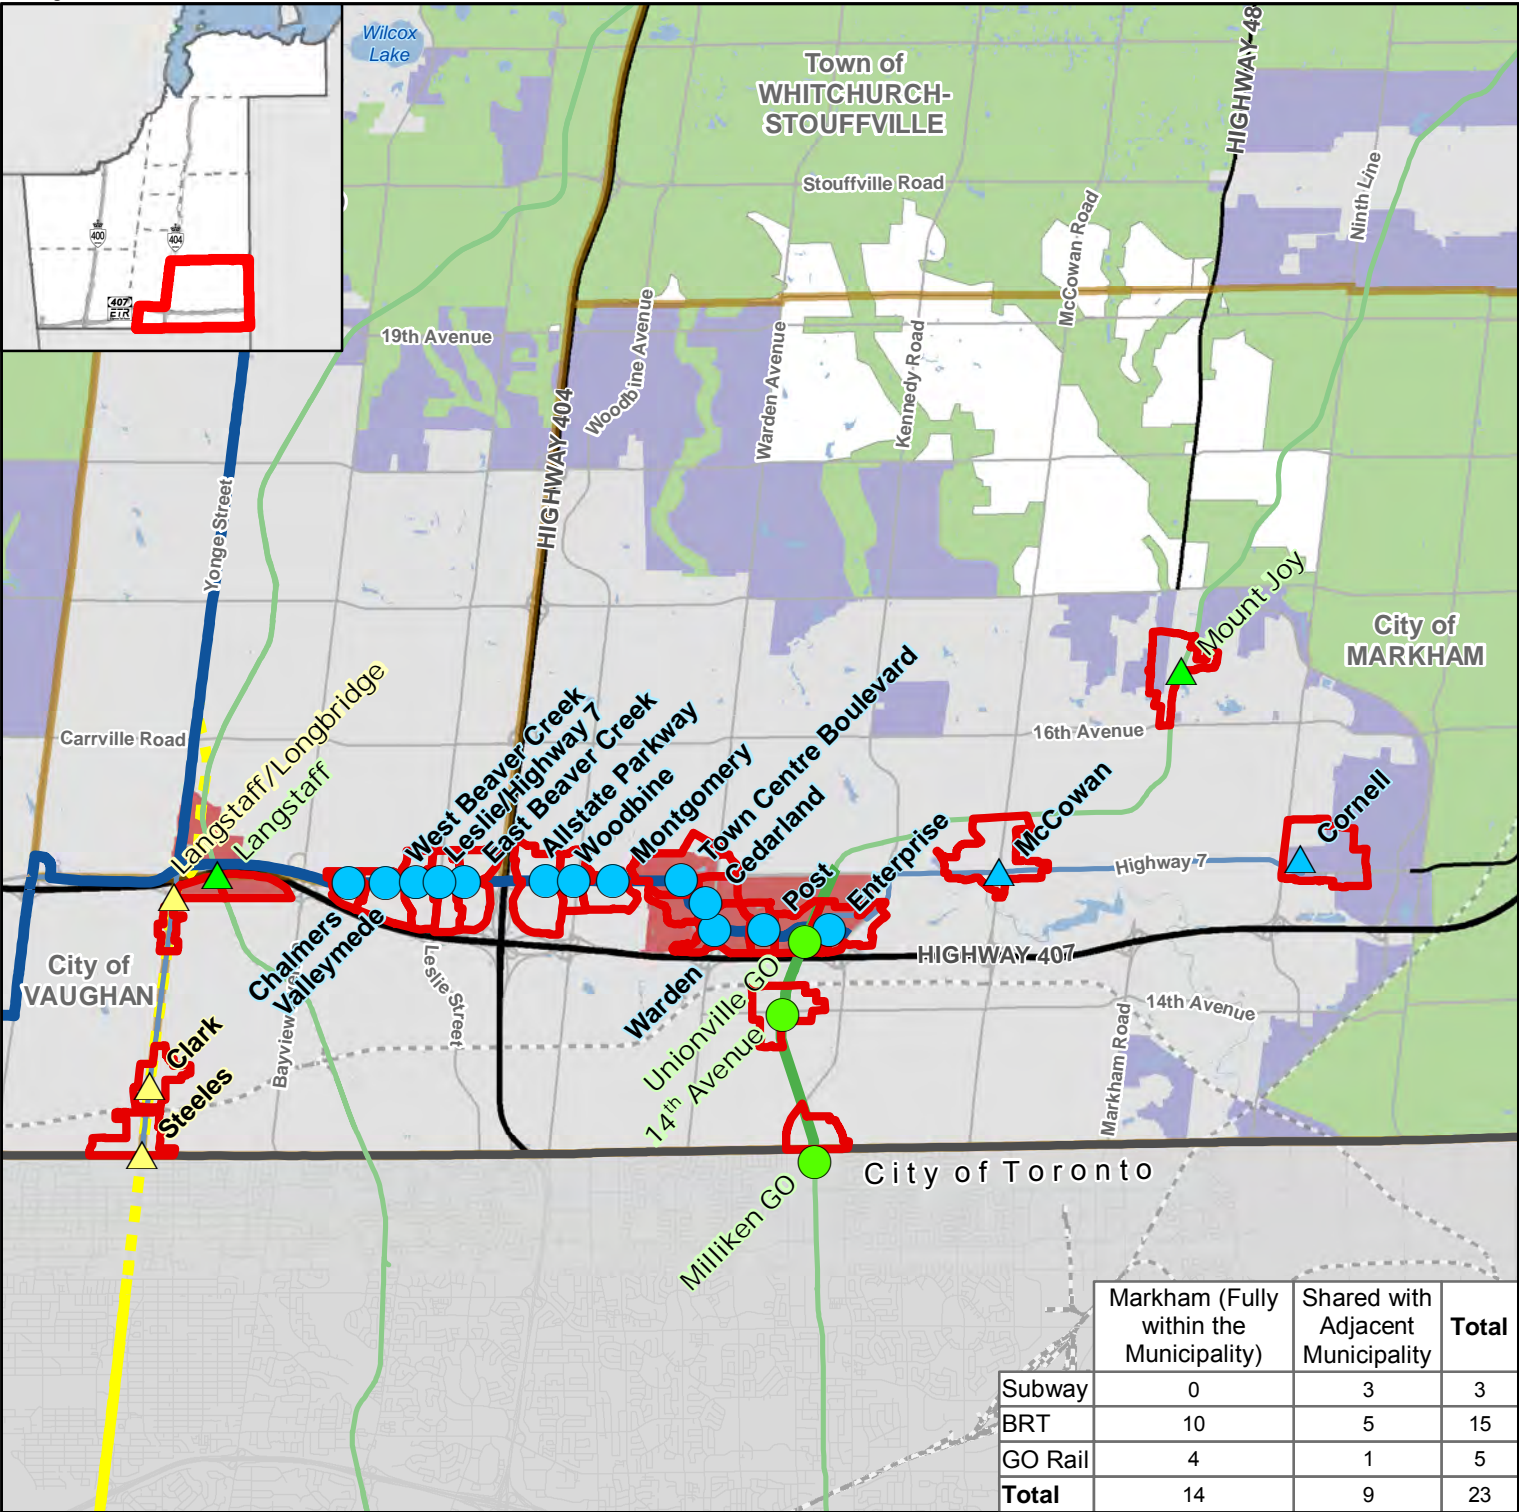 Wilcox
Lake
Town of
WHITCHURCH-
STOUFFVILLE
HIGHWAY 48
Stouffville Road
Ninth Line
McCowan Road
400
404
407
ETR
19th Avenue
Woodbine Avenue
Warden Avenue
Kennedy Road
HIGHWAY 404
Yonge Street
Mount Joy
City of
MARKHAM
Carrville Road
16th Avenue
Langstaff/Longbridge
Langstaff
West Beaver Creek
Leslie/Highway 7
East Beaver Creek
Allstate Parkway
Woodbine
Montgomery
Town Centre Boulevard
Cedarland
Post
Enterprise
McCowan
Cornell
Highway 7
Chalmers
Valleymede
Warden
HIGHWAY 407
City of
VAUGHAN
Leslie Street
Unionville GO
14th Avenue
14th Avenue
Markham Road
Clark
Steeles
Milliken GO
City of Toronto
Markham (Fully within the Municipality) Shared with Adjacent Municipality Total
Subway 0 3 3
BRT 10 5 15
GO Rail 4 1 5
Total 14 9 23